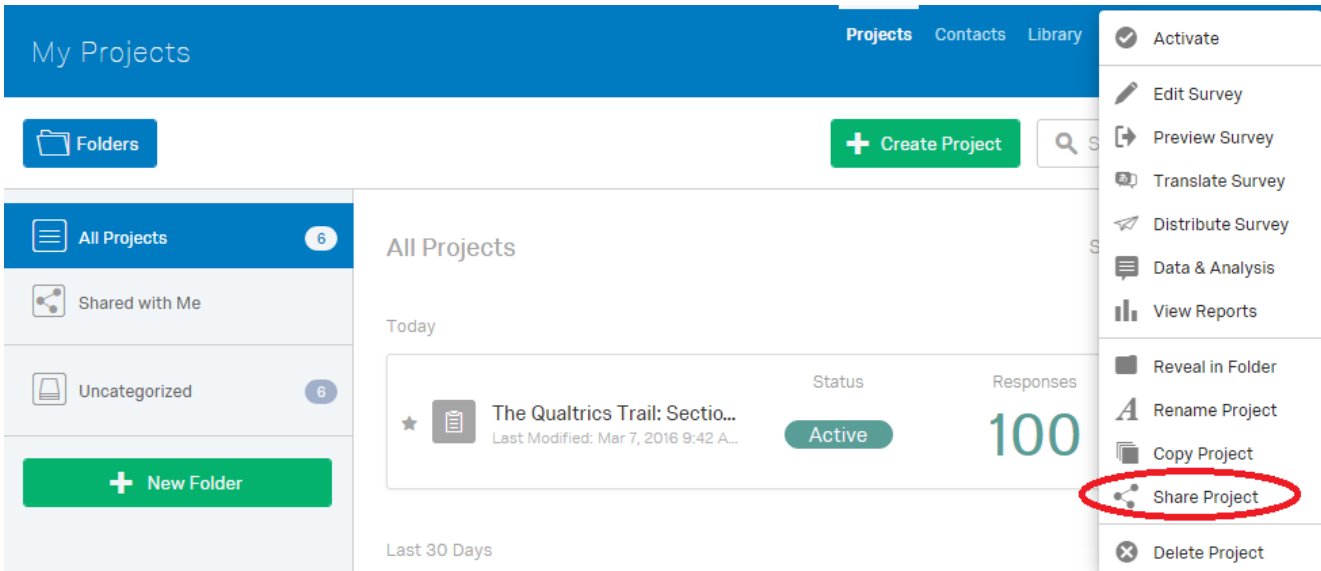 My Projects
Projects Contacts Library
Folders
Create Project
S
All Projects 6
Shared with Me
Uncategorized 6
New Folder
All Projects
S
Today
Status
Responses
The Qualtrics Trail: Sectio...
Last Modified: Mar 7, 2016 9:42 A...
Active
100
Last 30 Days
Activate
Edit Survey
Preview Survey
Translate Survey
Distribute Survey
Data & Analysis
View Reports
Reveal in Folder
Rename Project
Copy Project
Share Project
Delete Project